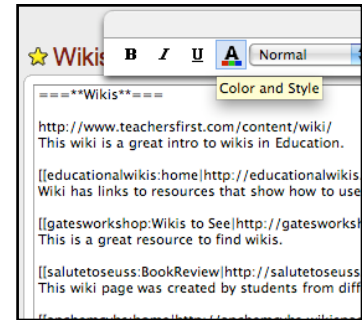 B I U A Normal
Wikis
Color and Style
===**Wikis**===
http://www.teachersfirst.com/content/wiki/
This wiki is a great intro to wikis in Education.
[[educationalwikis:home|http://educationalwikis.
Wiki has links to resources that show how to use
[[gatesworkshop:Wikis to See|http://gatesworksh
This is a great resource to find wikis.
[[salutetoseuss:BookReview|http://salutetoseuss
This wiki page was created by students from diff